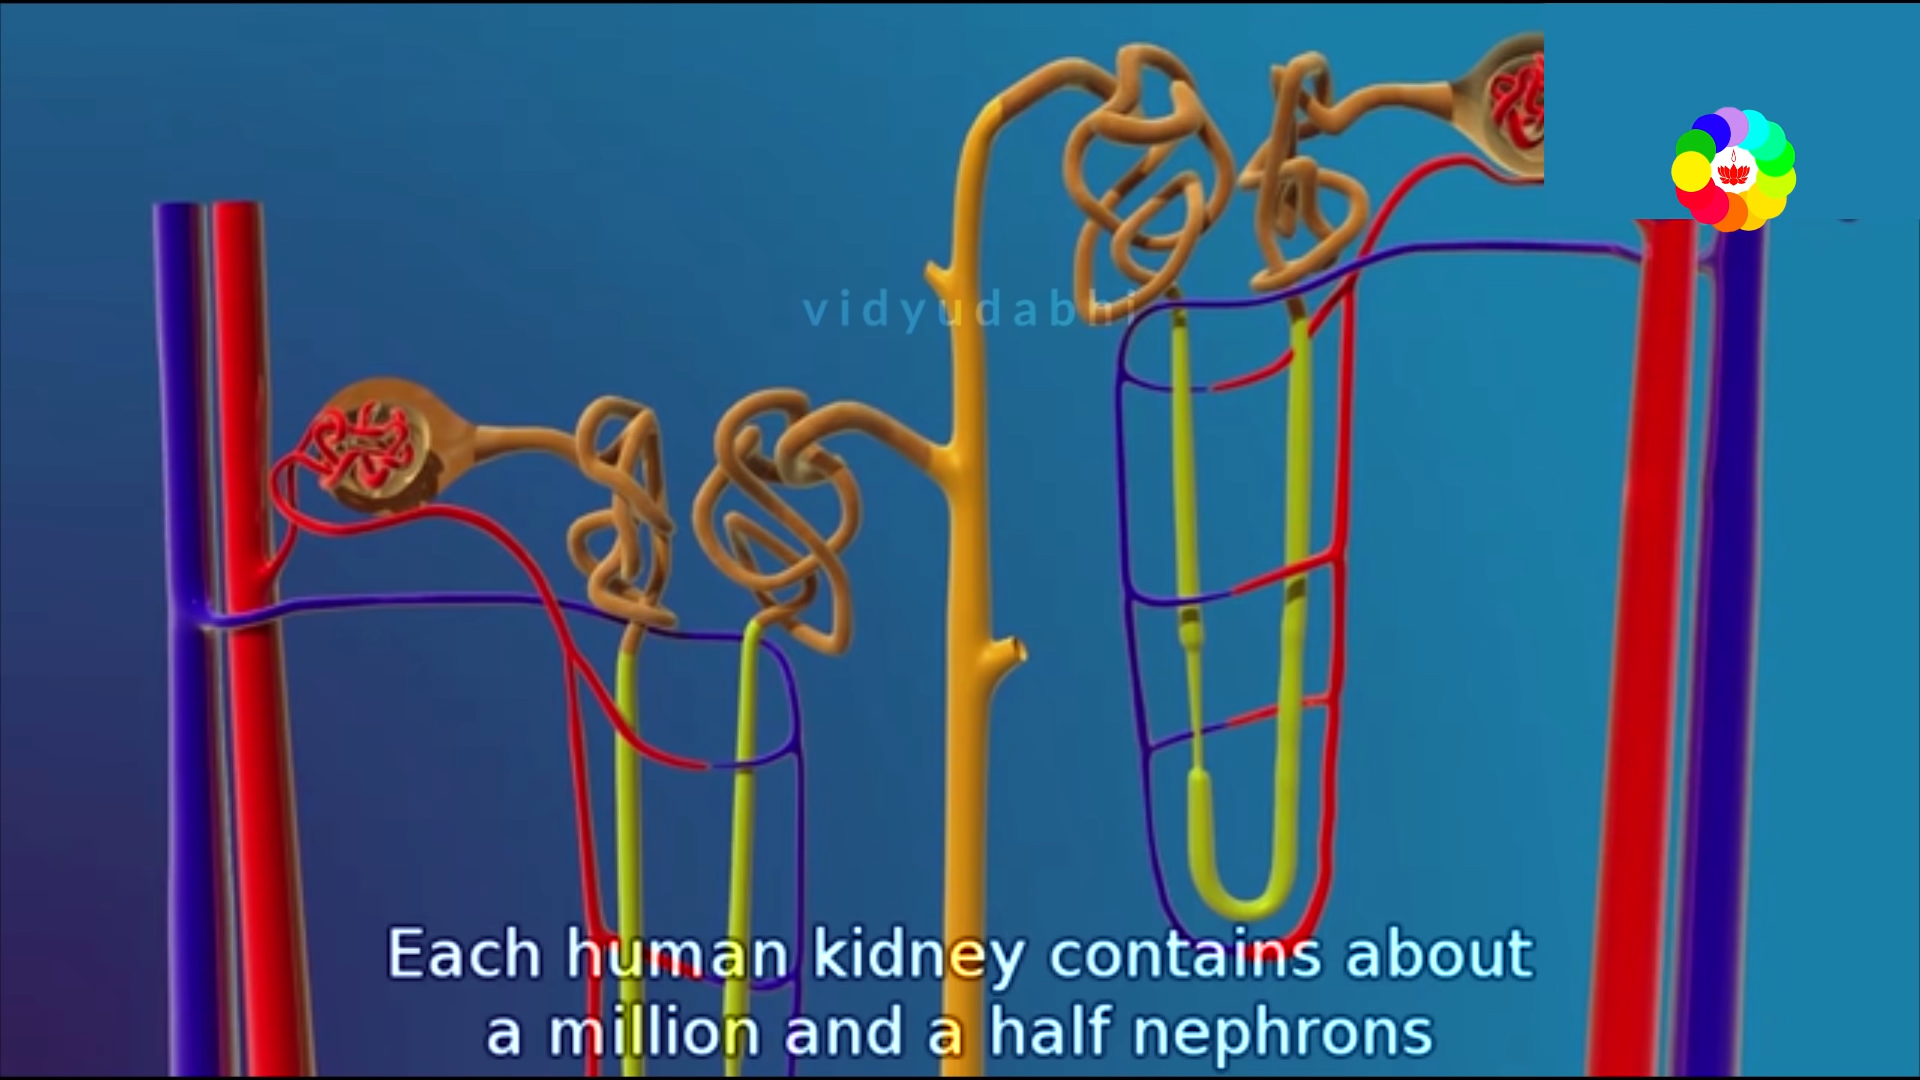 vidyudabhi
Each human kidney contains about
a million and a half nephrons